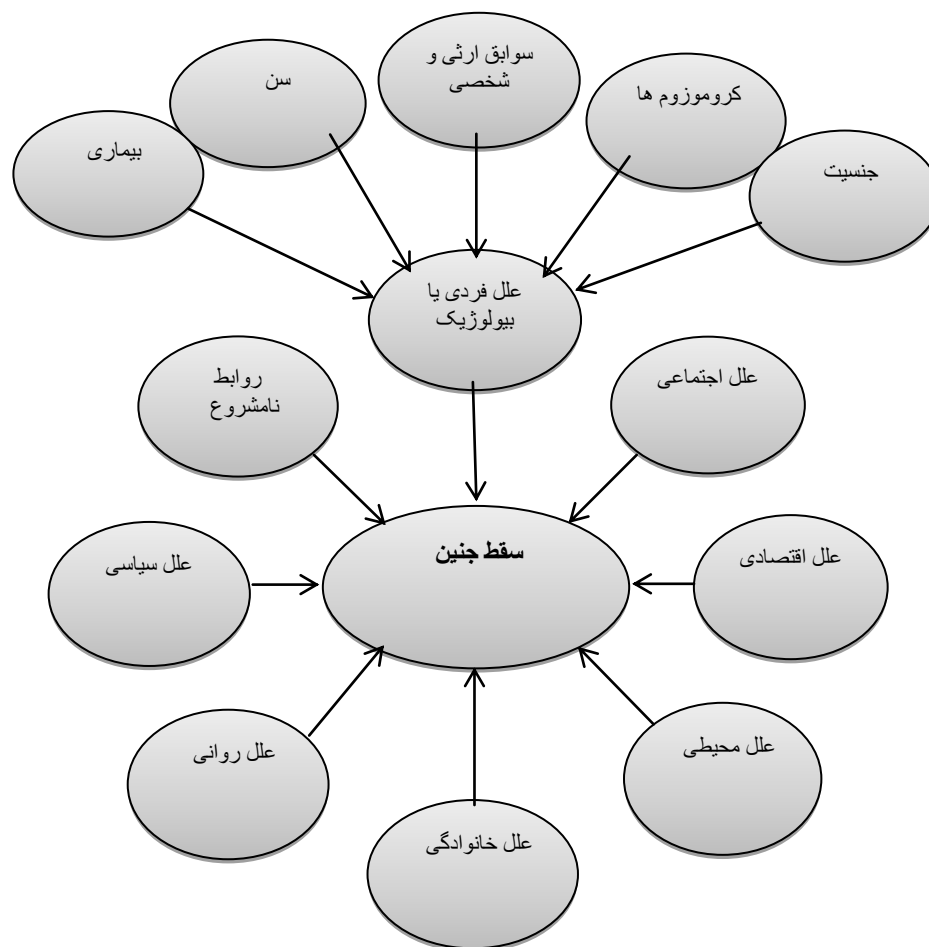 سوابق ارثی و
شخصی
سن
کروموزوم ها
بیماری
جنسیت
علل فردی یا
بیولوژیک
روابط
نامشروع
علل اجتماعی
سقط جنین
علل سیاسی
علل اقتصادی
علل روانی
علل محیطی
علل خانوادگی